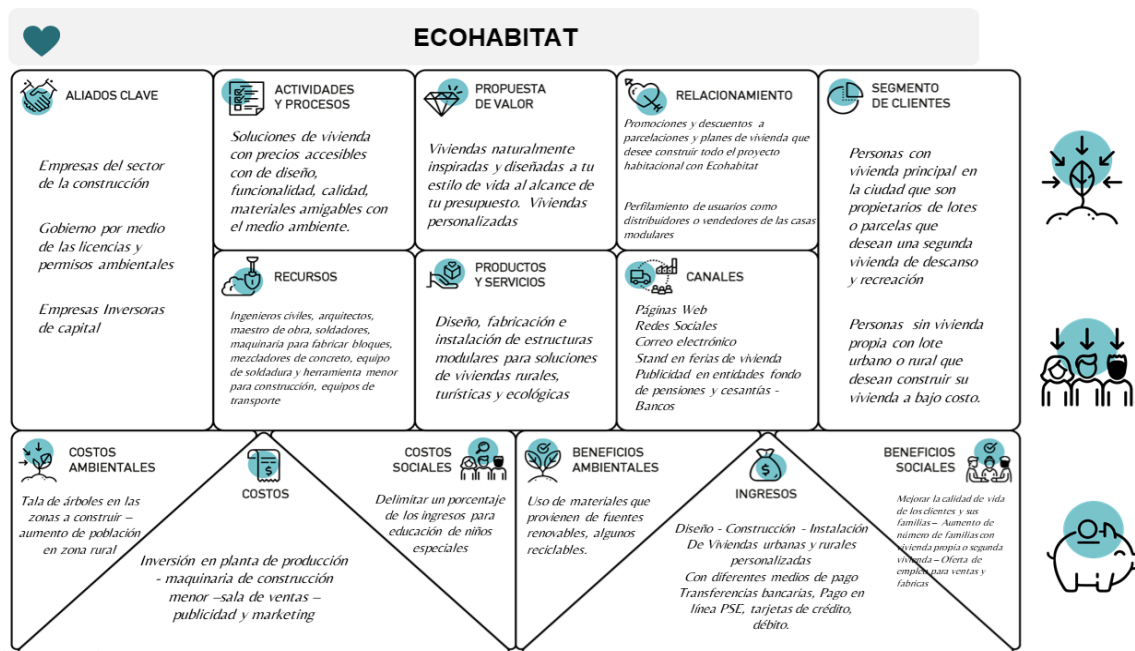 ECOHABITAT
ALIADOS CLAVE
Empresas del sector
de la construcción
Gobierno por medio
de las licencias y
permisos ambientales
Empresas Inversoras
de capital
ACTIVIDADES
Y PROCESOS
Soluciones de vivienda
con precios accesibles
con de diseño,
funcionalidad, calidad,
materiales amigables con
el medio ambiente.
RECURSOS
Ingenieros civiles, arquitectos,
maestro de obra, soldadores,
maquinaria para fabricar bloques,
mezcladores de concreto, equipo
de soldadura y herramienta menor
para construcción, equipos de
transporte
PROPUESTA
DE VALOR
Viviendas naturalmente
inspiradas y diseñadas a tu
estilo de vida al alcance de
tu presupuesto. Viviendas
personalizadas
PRODUCTOS
Y SERVICIOS
Diseño, fabricación e
instalación de estructuras
modulares para soluciones
de viviendas rurales,
turísticas y ecológicas
RELACIONAMIENTO
Promociones y descuentos a
parcelaciones y planes de vivienda que
desee construir todo el proyecto
habitacional con Ecohabitat
Perfilamiento de usuarios como
distribuidores o vendedores de las casas
modulares
CANALES
Páginas Web
Redes Sociales
Correo electrónico
Stand en ferias de vivienda
Publicidad en entidades fondo
de pensiones y cesantías -
Bancos
SEGMENTO
DE CLIENTES
Personas con
vivienda principal en
la ciudad que son
propietarios de lotes
o parcelas que
desean una segunda
vivienda de descanso
y recreación
Personas sin vivienda
propia con lote
urbano o rural que
desean construir su
vivienda a bajo costo.
COSTOS
AMBIENTALES
Tala de árboles en las
zonas a construir –
aumento de población
en zona rural
COSTOS
Inversión en planta de producción
- maquinaria de construcción
menor –sala de ventas –
publicidad y marketing
COSTOS
SOCIALES
Delimitar un porcentaje
de los ingresos para
educación de niños
especiales
BENEFICIOS
AMBIENTALES
Uso de materiales que
provienen de fuentes
renovables, algunos
reciclables.
INGRESOS
Diseño - Construcción - Instalación
De Viviendas urbanas y rurales
personalizadas
Con diferentes medios de pago
Transferencias bancarias, Pago en
línea PSE, tarjetas de crédito,
débito.
BENEFICIOS
SOCIALES
Mejorar la calidad de vida
de los clientes y sus
familias – Aumento de
número de familias con
vivienda propia o segunda
vivienda – Oferta de
empleo para ventas y
fabricas